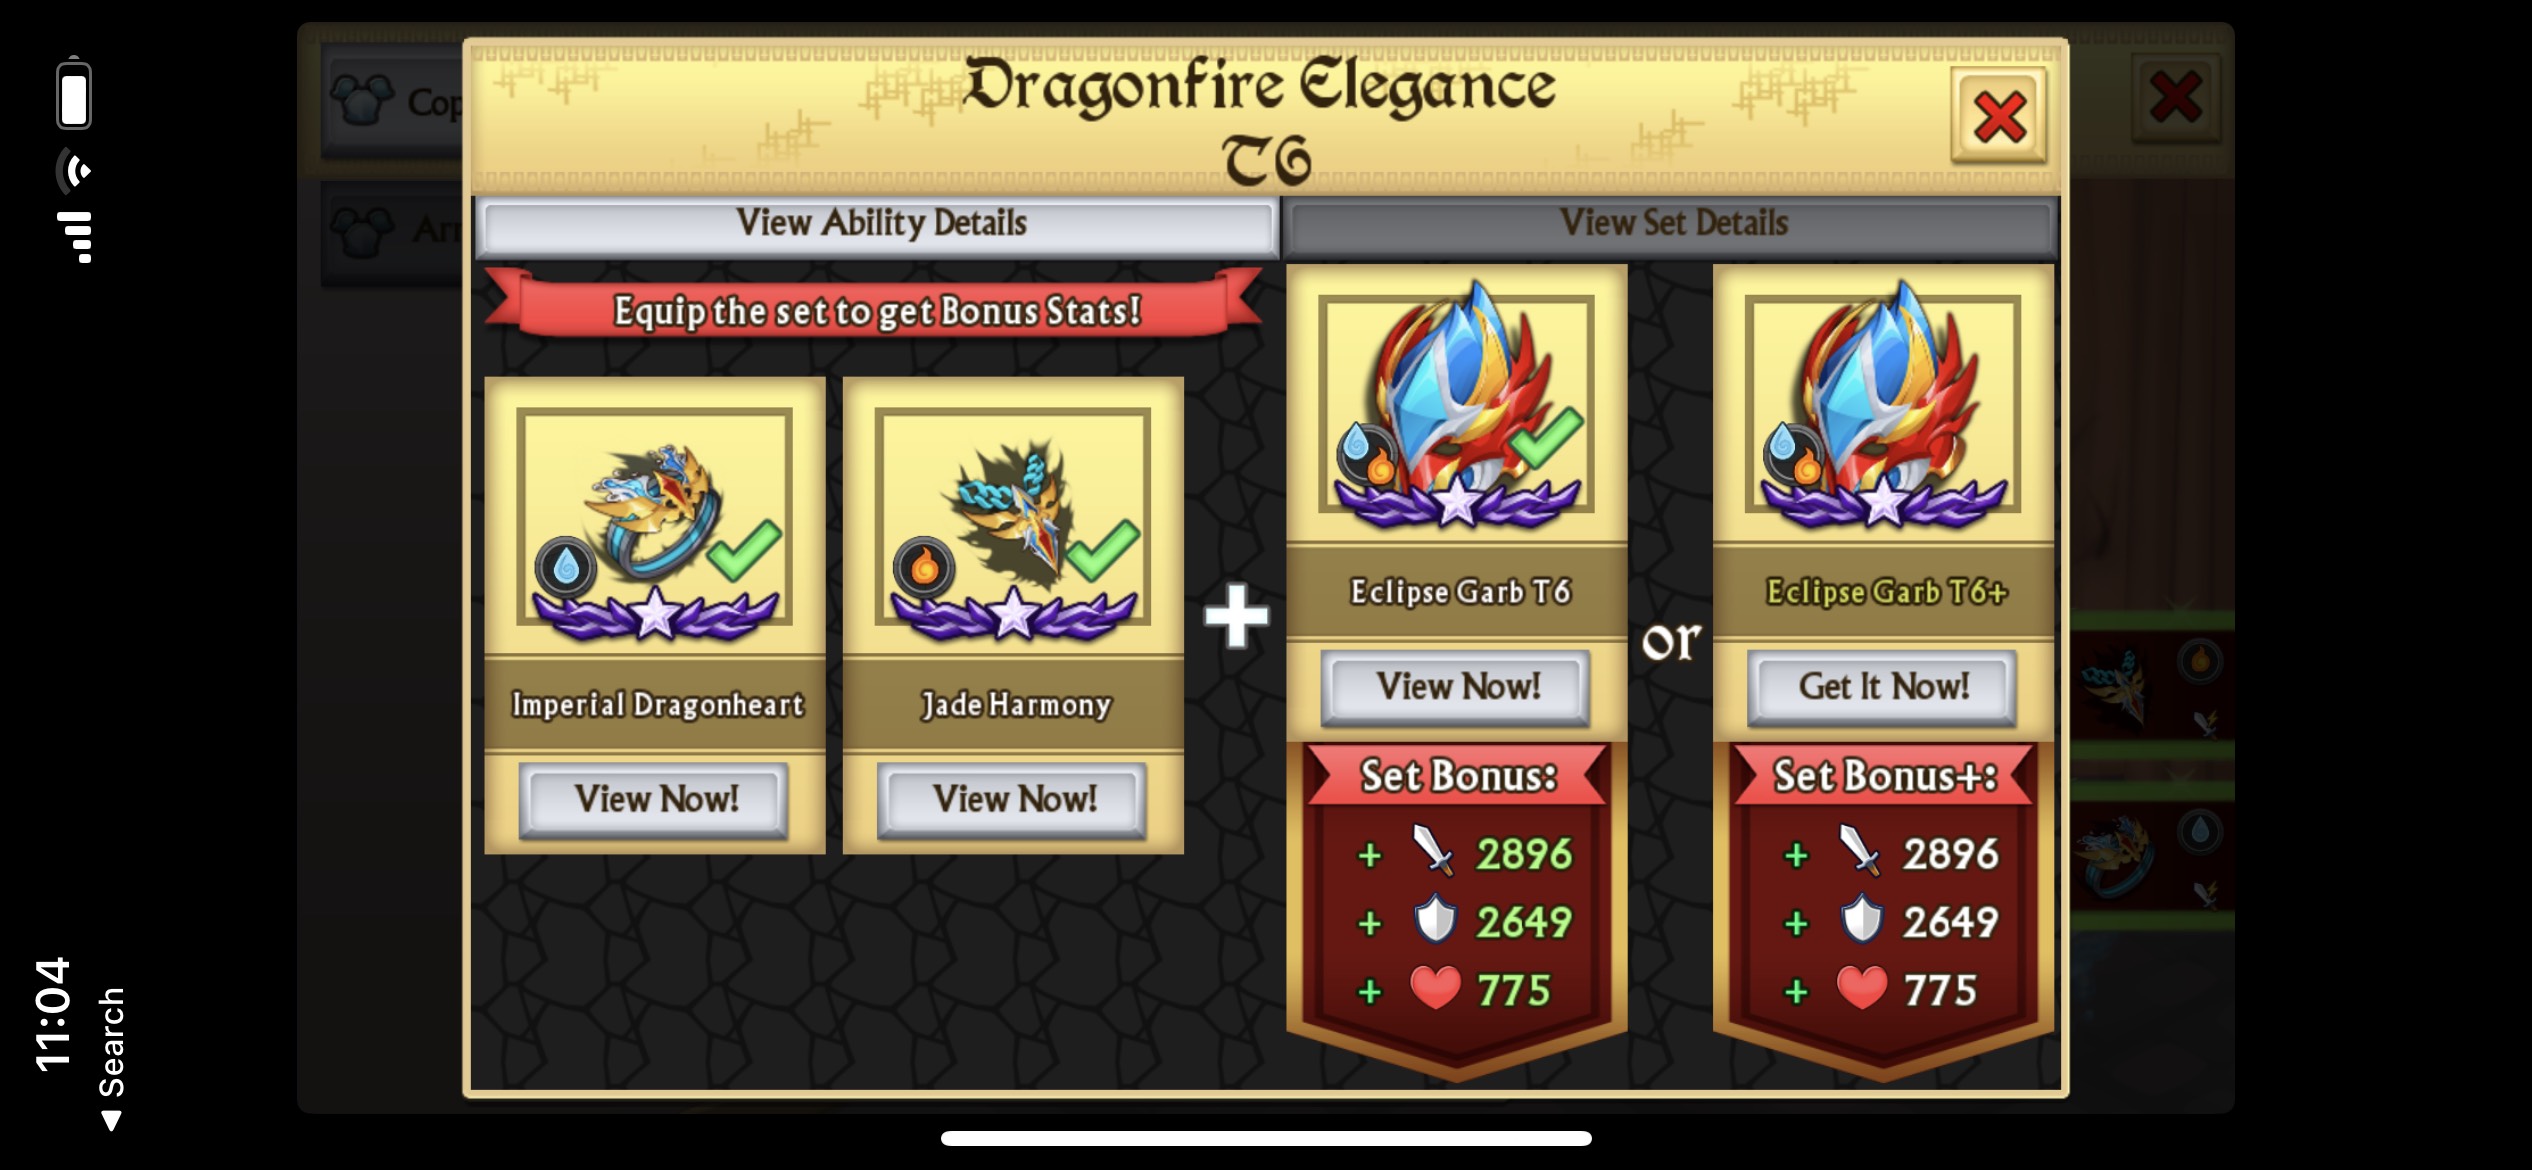 Dragonfire Elegance
T6
Cop
Arm
View Ability Details
View Set Details
Equip the set to get Bonus Stats!
Imperial Dragonheart
View Now!
Jade Harmony
View Now!
Eclipse Garb T6
View Now!
or
Eclipse Garb T6+
Get It Now!
Set Bonus:
+ 2896
+ 2649
+ 775
Set Bonus+:
+ 2896
+ 2649
+ 775
11:04
◀ Search